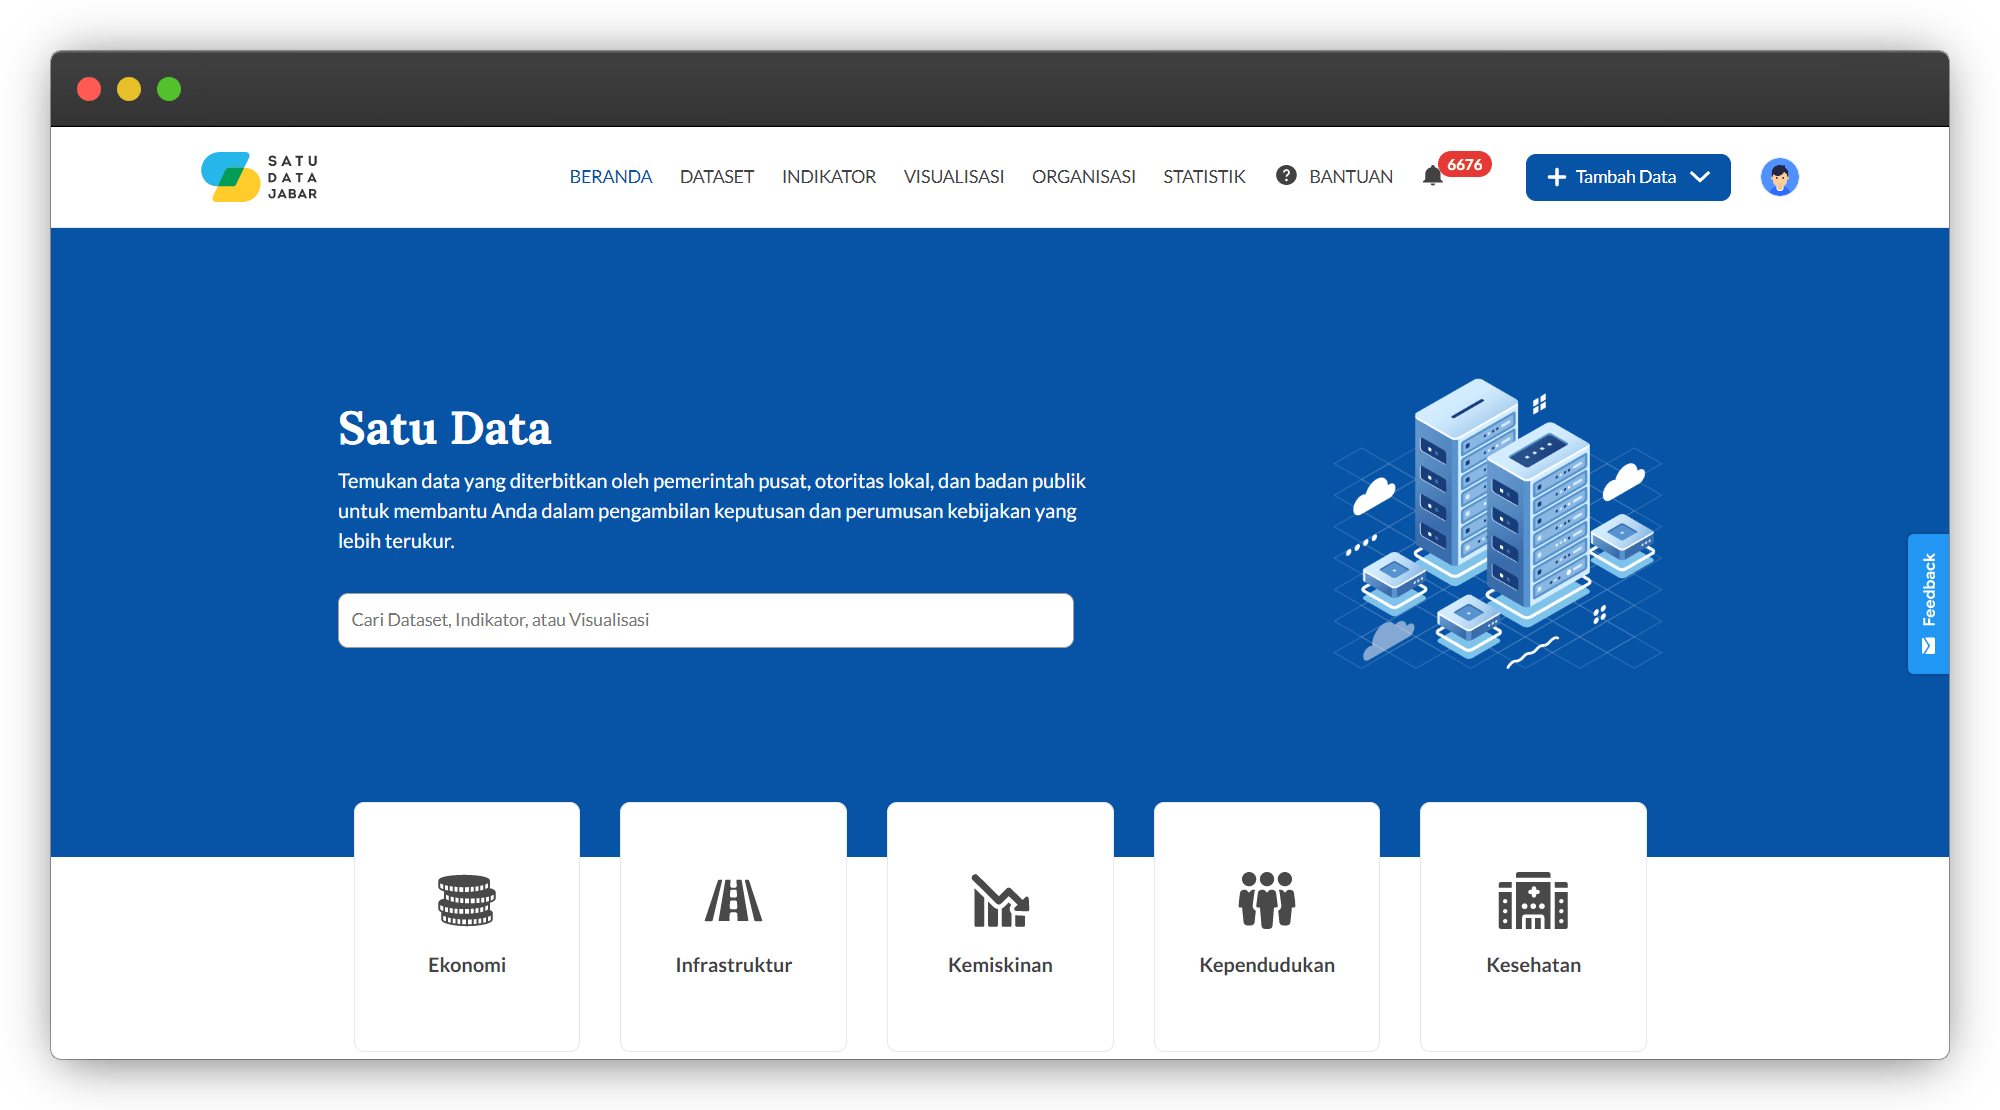 SATU
DATA
JABAR
BERANDA
DATASET
INDIKATOR
VISUALISASI
ORGANISASI
STATISTIK
? BANTUAN
6676
+ Tambah Data
Satu Data
Temukan data yang diterbitkan oleh pemerintah pusat, otoritas lokal, dan badan publik
untuk membantu Anda dalam pengambilan keputusan dan perumusan kebijakan yang
lebih terukur.
Cari Dataset, Indikator, atau Visualisasi
Feedback
Ekonomi
Infrastruktur
Kemiskinan
Kependudukan
Kesehatan